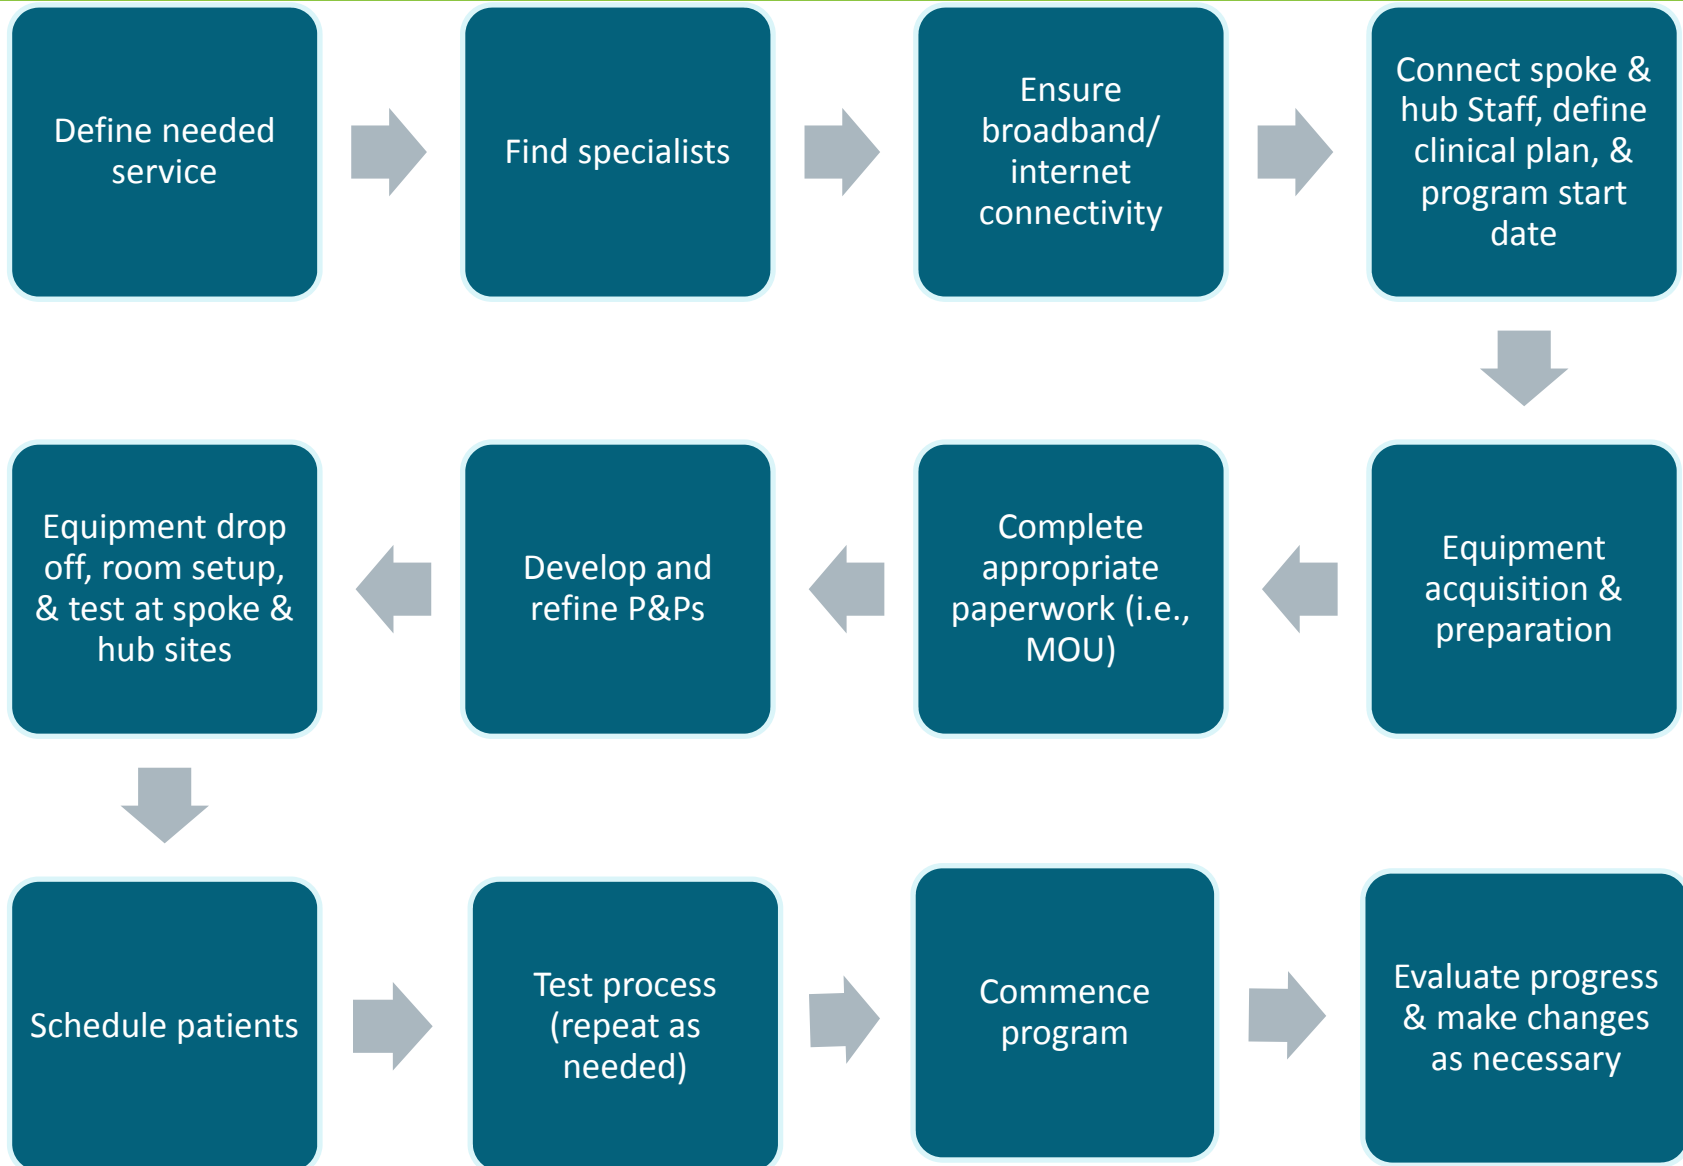 Define needed
service
Find specialists
Ensure
broadband/
internet
connectivity
Connect spoke &
hub Staff, define
clinical plan, &
program start
date
Equipment
acquisition &
preparation
Complete
appropriate
paperwork (i.e.,
MOU)
Develop and
refine P&Ps
Equipment drop
off, room setup,
& test at spoke &
hub sites
Schedule patients
Test process
(repeat as
needed)
Commence
program
Evaluate progress
& make changes
as necessary